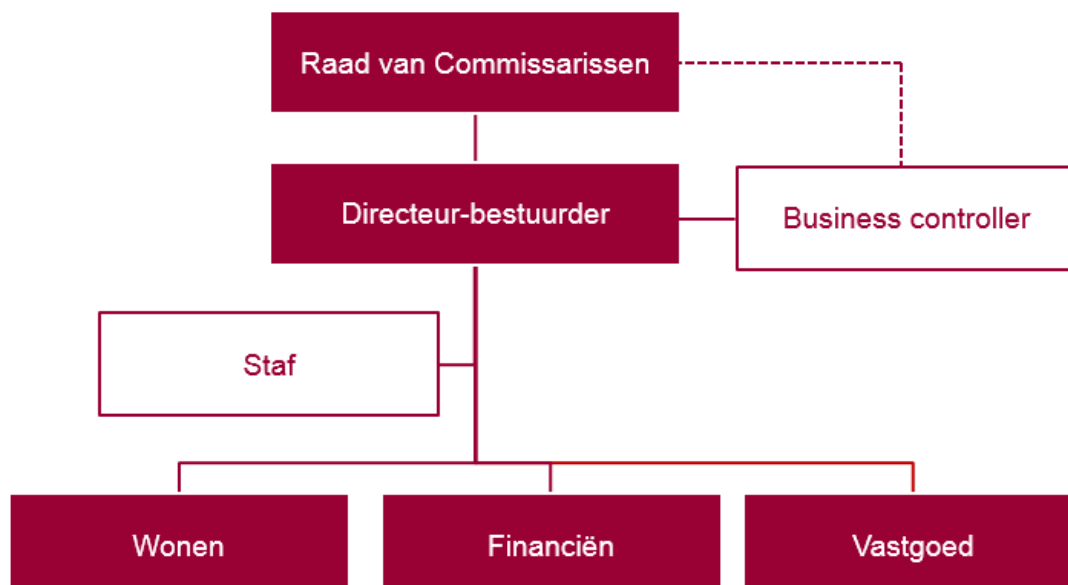 Raad van Commissarissen
Directeur-bestuurder
Business controller
Staf
Wonen
Financiën
Vastgoed